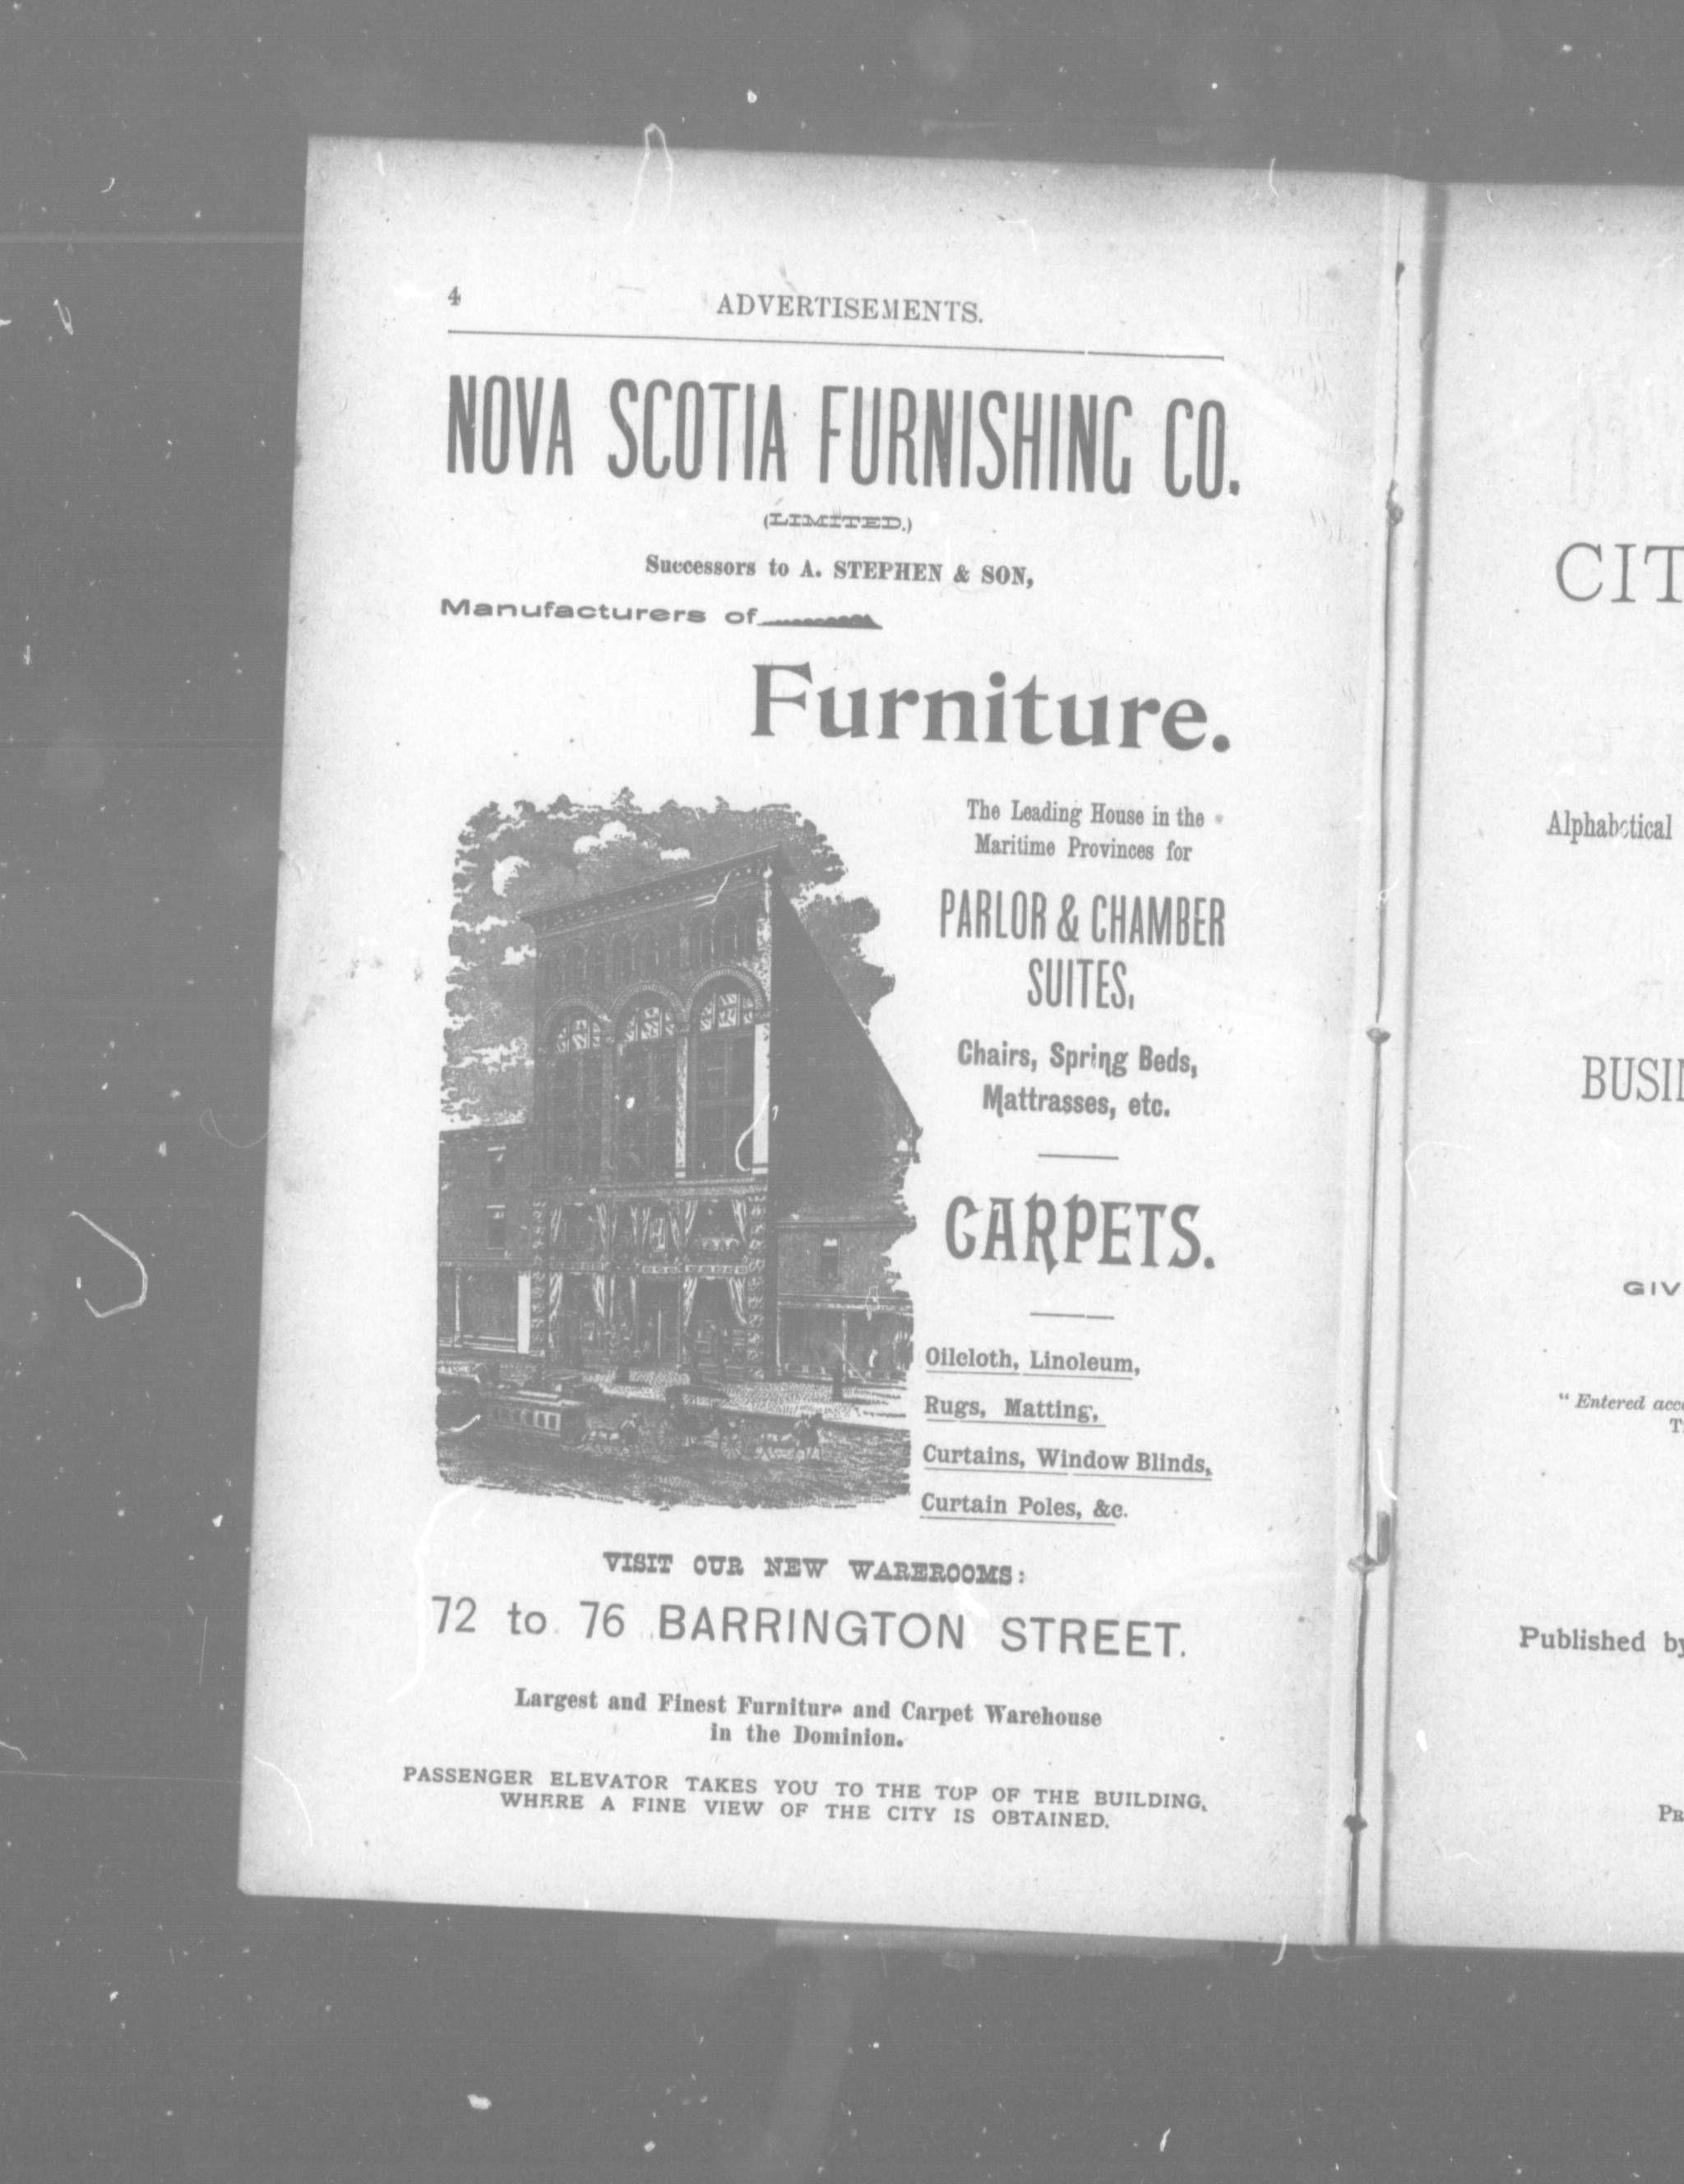 4
ADVERTISEMENTS.
NOVA SCOTIA FURNISHING CO.
(LIMITED.)
Successors to A. STEPHEN & SON,
Manufacturers of
Furniture.
The Leading House in the
Maritime Provinces for
PARLOR & CHAMBER
SUITES,
Chairs, Spring Beds,
Mattrasses, etc.
CARPETS.
Oilcloth, Linoleum,
Rugs, Matting,
Curtains, Window Blinds,
Curtain Poles, &c.
VISIT OUR NEW WAREROOMS:
72 to 76 BARRINGTON STREET.
Largest and Finest Furniture and Carpet Warehouse
in the Dominion.
PASSENGER ELEVATOR TAKES YOU TO THE TOP OF THE BUILDING,
WHERE A FINE VIEW OF THE CITY IS OBTAINED.
CIT
Alphabetical
BUSIN
GIV
"Entered acc
T
Published by
PR